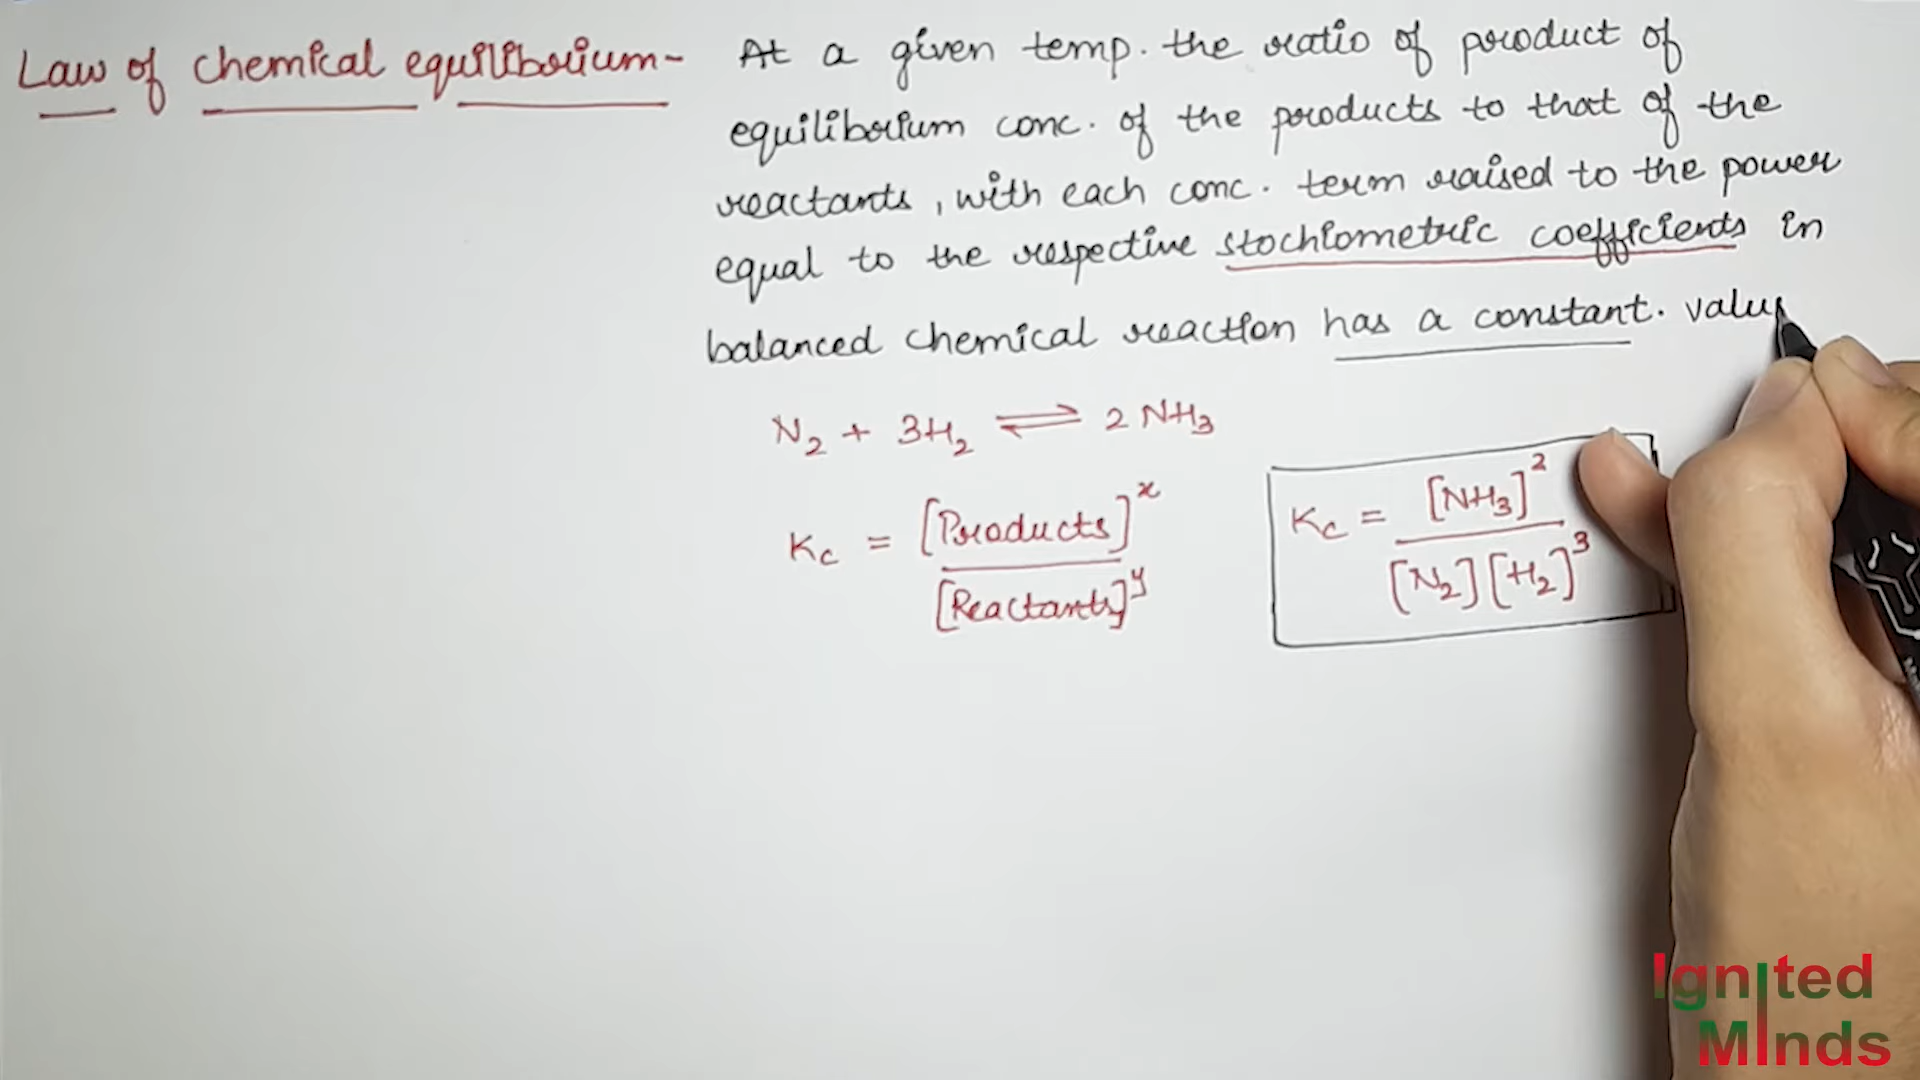 Law of chemical equilibrium-
At a given temp. the ratio of product of
equilibrium conc. of the products to that of the
reactants, with each conc. term raised to the power
equal to the respective stochiometric coefficients in
balanced chemical reaction has a constant. valu
N₂ + 3H₂ ⇌ 2 NH₃
Kc = [Products]ˣ / [Reactants]ʸ
Kc = [NH₃]² / [N₂][H₂]³
Ignited
Minds